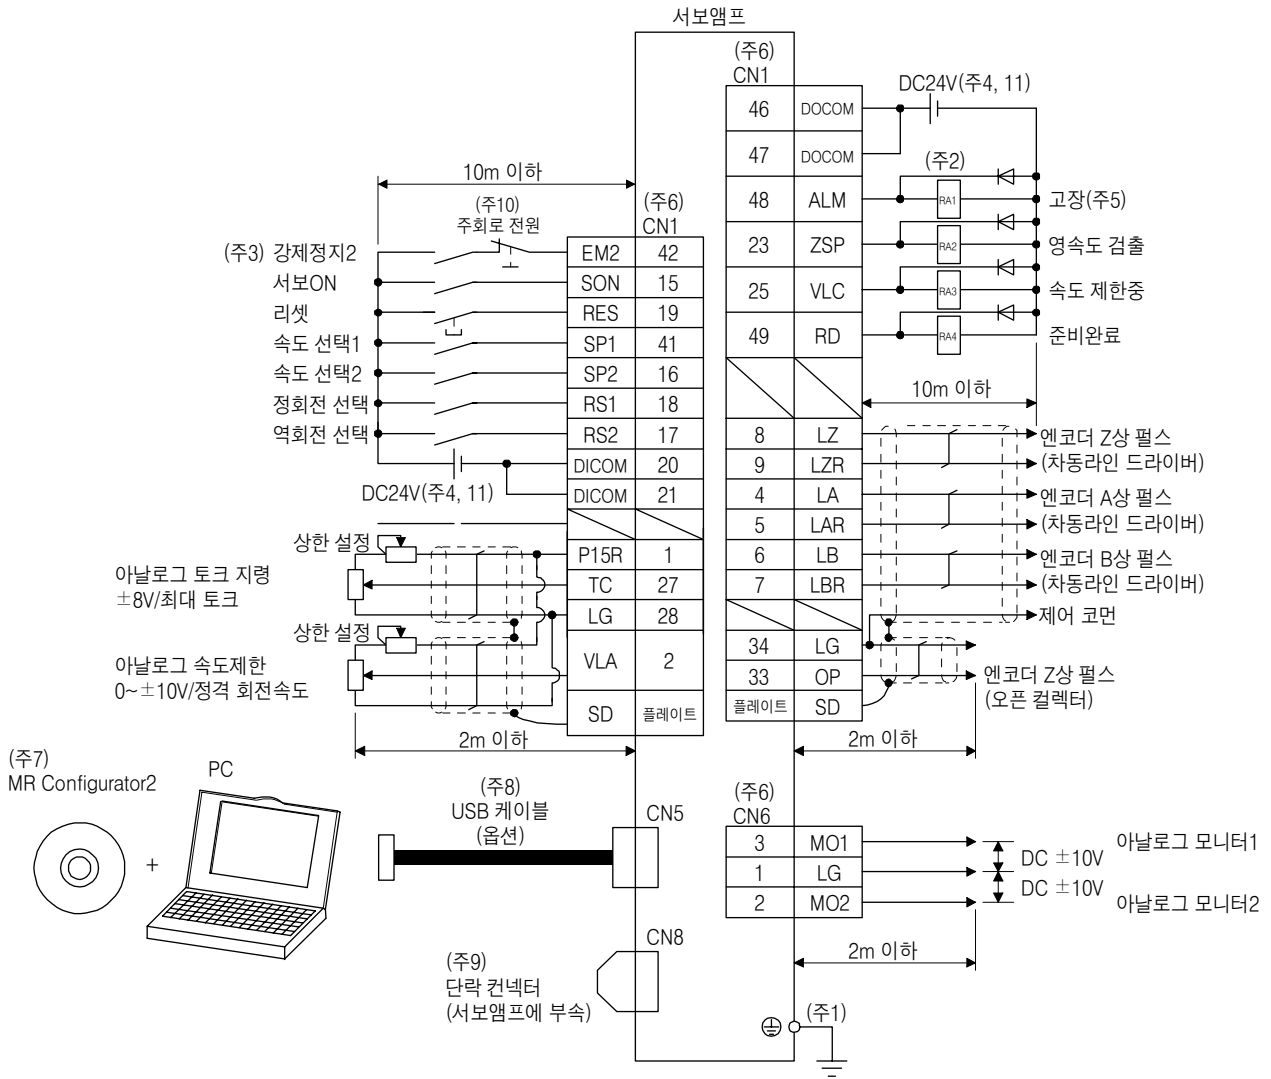 서보앰프
(주6)
CN1
DC24V(주4, 11)
46 DOCOM
47 DOCOM
(주2)
48 ALM RA1 고장(주5)
23 ZSP RA2 영속도 검출
25 VLC RA3 속도 제한중
49 RD RA4 준비완료
10m 이하
8 LZ 엔코더 Z상 펄스
9 LZR (차동라인 드라이버)
4 LA 엔코더 A상 펄스
5 LAR (차동라인 드라이버)
6 LB 엔코더 B상 펄스
7 LBR (차동라인 드라이버)
제어 코먼
34 LG
33 OP 엔코더 Z상 펄스
(오픈 컬렉터)
플레이트 SD
2m 이하
10m 이하
(주10)
주회로 전원
(주6)
CN1
(주3) 강제정지2 EM2 42
서보ON SON 15
리셋 RES 19
속도 선택1 SP1 41
속도 선택2 SP2 16
정회전 선택 RS1 18
역회전 선택 RS2 17
DICOM 20
DC24V(주4, 11) DICOM 21
상한 설정 P15R 1
아날로그 토크 지령
±8V/최대 토크
TC 27
LG 28
상한 설정
아날로그 속도제한
0~±10V/정격 회전속도
VLA 2
SD 플레이트
2m 이하
(주7)
MR Configurator2
PC
+
(주8)
USB 케이블
(옵션)
CN5
(주6)
CN6
3 MO1 아날로그 모니터1
DC ±10V
1 LG
DC ±10V
2 MO2 아날로그 모니터2
2m 이하
CN8
(주9)
단락 컨넥터
(서보앰프에 부속)
(주1)